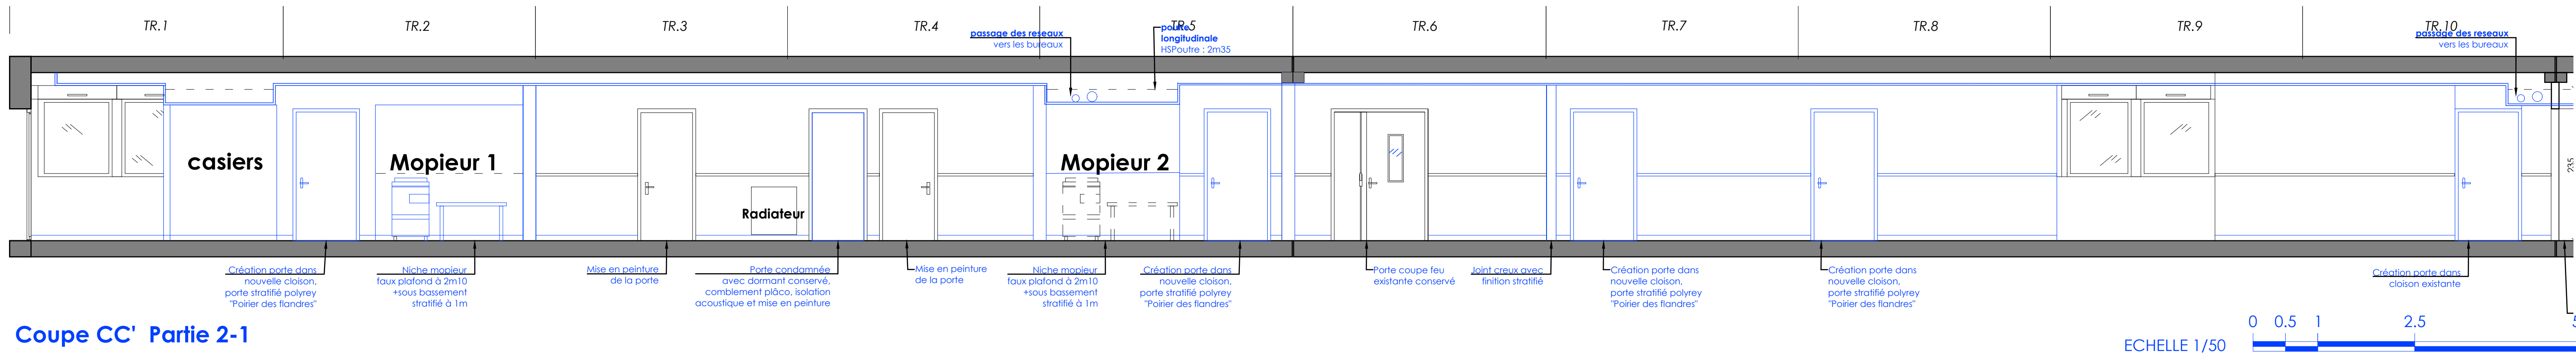 TR.1
TR.2
TR.3
TR.4
TR.5
TR.6
TR.7
TR.8
TR.9
TR.10
passage des reseaux
vers les bureaux
poutre
longitudinale
HSPoutre : 2m35
passage des reseaux
vers les bureaux
casiers
Mopieur 1
Radiateur
Mopieur 2
235
Création porte dans
nouvelle cloison,
porte stratifié polyrey
"Poirier des flandres"
Niche mopieur
faux plafond à 2m10
+sous bassement
stratifié à 1m
Mise en peinture
de la porte
Porte condamnée
avec dormant conservé,
comblement plâco, isolation
acoustique et mise en peinture
Mise en peinture
de la porte
Niche mopieur
faux plafond à 2m10
+sous bassement
stratifié à 1m
Création porte dans
nouvelle cloison,
porte stratifié polyrey
"Poirier des flandres"
Porte coupe feu
existante conservé
Joint creux avec
finition stratifié
Création porte dans
nouvelle cloison,
porte stratifié polyrey
"Poirier des flandres"
Création porte dans
nouvelle cloison,
porte stratifié polyrey
"Poirier des flandres"
Création porte dans
cloison existante
Coupe CC' Partie 2-1
ECHELLE 1/50
0 0.5 1 2.5 5